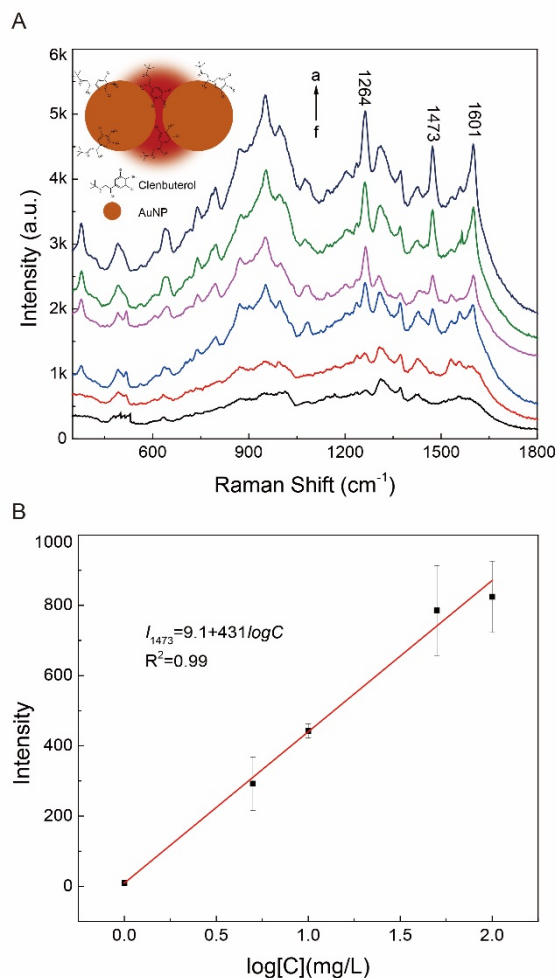 A
6k
5k
4k
3k
2k
1k
0
Intensity (a.u.)
a
f
1264
1473
1601
Clenbuterol
AuNP
600
900
1200
1500
1800
Raman Shift (cm⁻¹)
B
1000
800
600
400
200
0
Intensity
I₁₄₇₃=9.1+431logC
R²=0.99
0.0
0.5
1.0
1.5
2.0
log[C](mg/L)